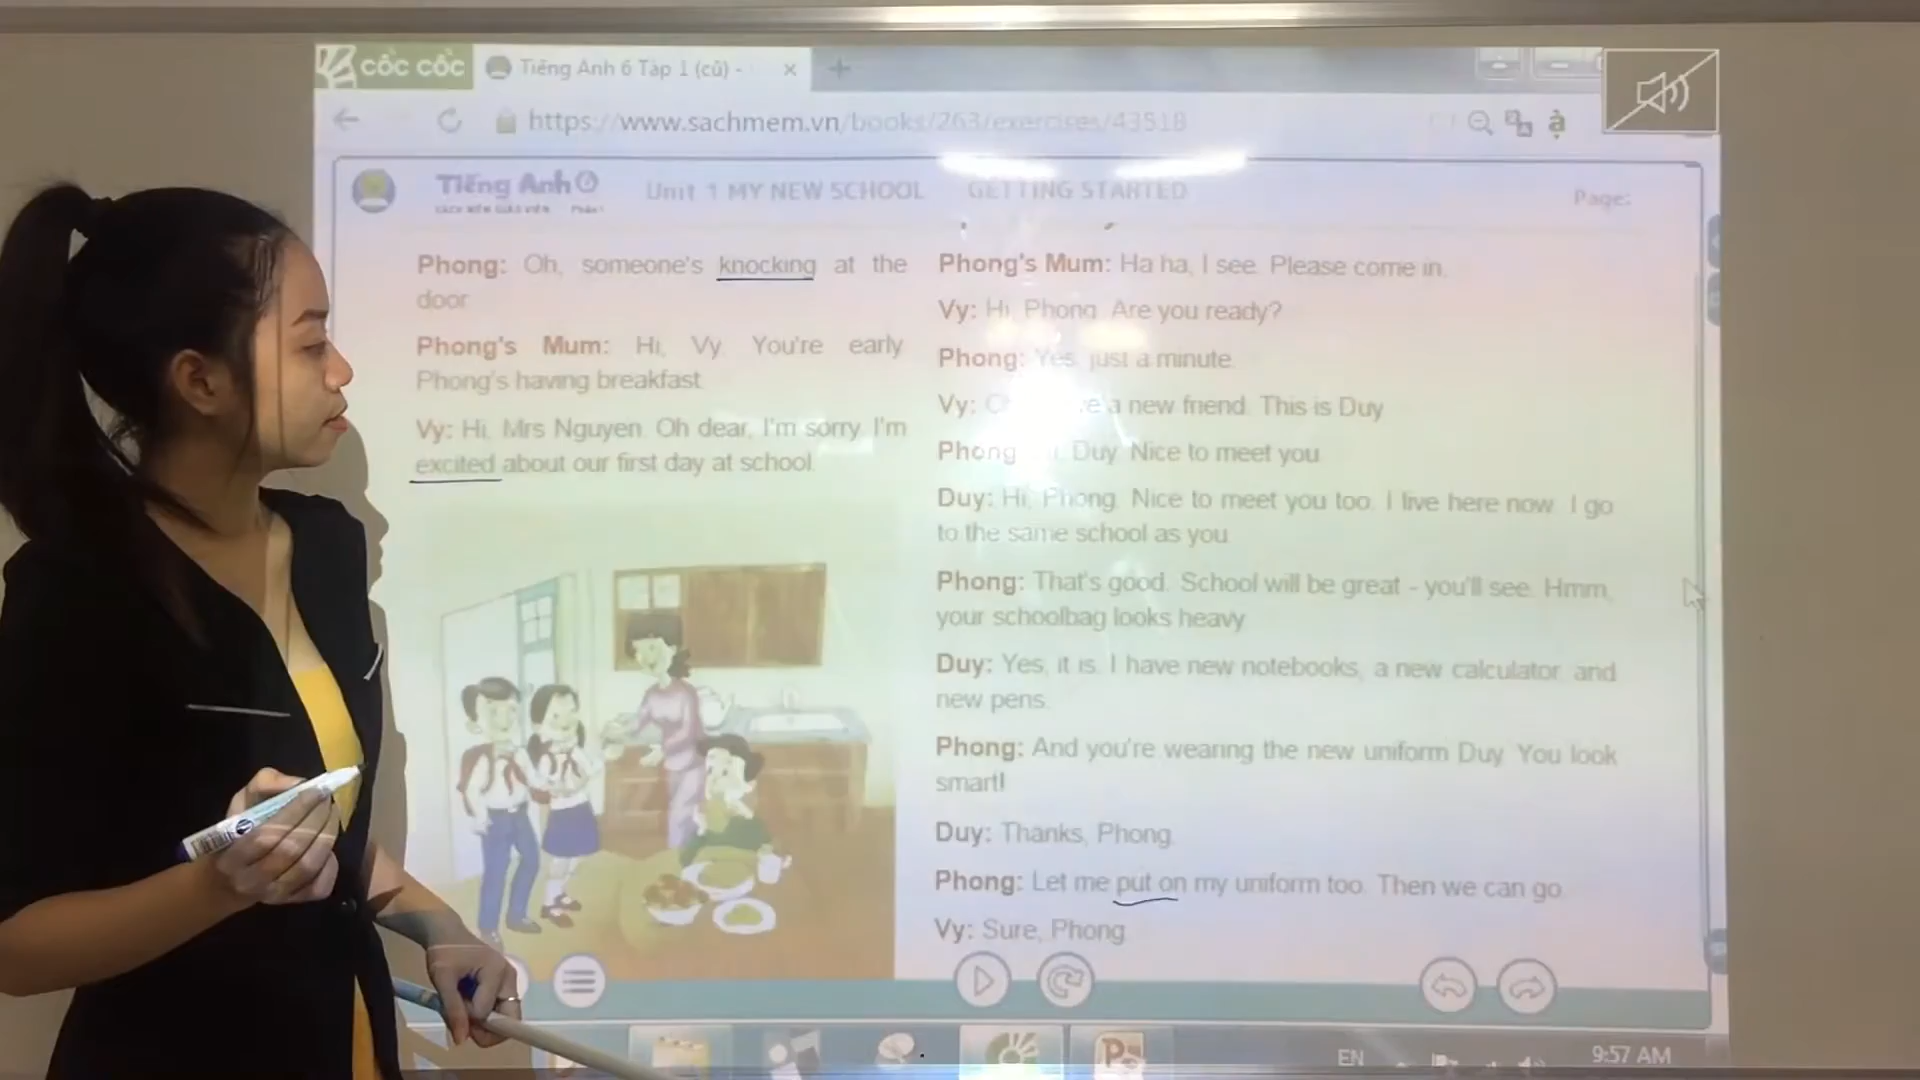 cốc cốc
Tiếng Anh 6 Tập 1 (cũ) -
https://www.sachmem.vn/books/263/exercises/43518
Tiếng Anh 6
Unit 1 MY NEW SCHOOL
GETTING STARTED
Page:
Phong: Oh, someone's knocking at the
door.
Phong's Mum: Hi, Vy. You're early.
Phong's having breakfast.
Vy: Hi, Mrs Nguyen. Oh dear, I'm sorry. I'm
excited about our first day at school.
Phong's Mum: Ha ha, I see. Please come in.
Vy: Hi, Phong. Are you ready?
Phong: Yes, just a minute.
Vy: a new friend. This is Duy.
Phong Duy. Nice to meet you.
Duy: Hi, Phong. Nice to meet you too. I live here now. I go
to the same school as you.
Phong: That's good. School will be great - you'll see. Hmm,
your schoolbag looks heavy.
Duy: Yes, it is. I have new notebooks, a new calculator, and
new pens.
Phong: And you're wearing the new uniform Duy. You look
smart!
Duy: Thanks, Phong.
Phong: Let me put on my uniform too. Then we can go.
Vy: Sure, Phong.
EN
9:57 AM